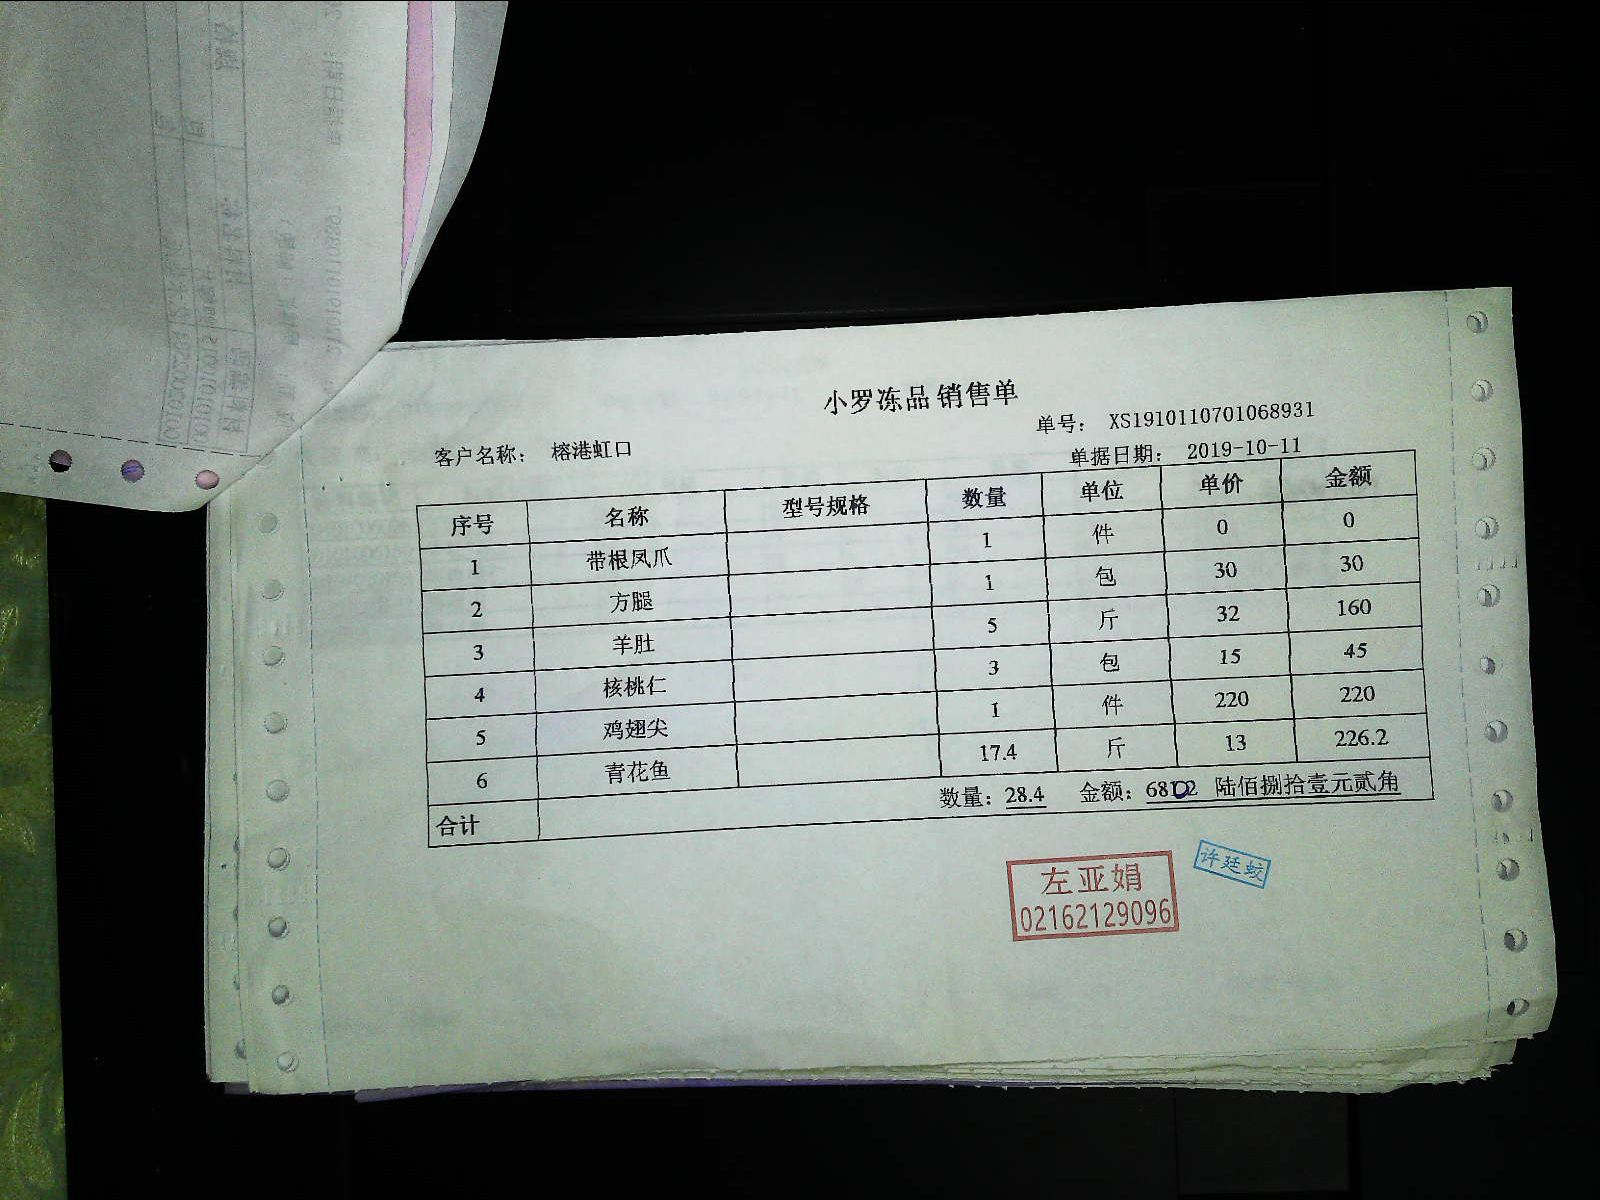 小罗冻品 销售单
单号: XS1910110701068931
客户名称: 榕港虹口
单据日期: 2019-10-11
序号 名称 型号规格 数量 单位 单价 金额
1 带根凤爪 1 件 0 0
2 方腿 1 包 30 30
3 羊肚 5 斤 32 160
4 核桃仁 3 包 15 45
5 鸡翅尖 1 件 220 220
6 青花鱼 17.4 斤 13 226.2
合计 数量: 28.4 金额: 陆佰捌拾壹元贰角
左亚娟
02162129096
许廷蛟